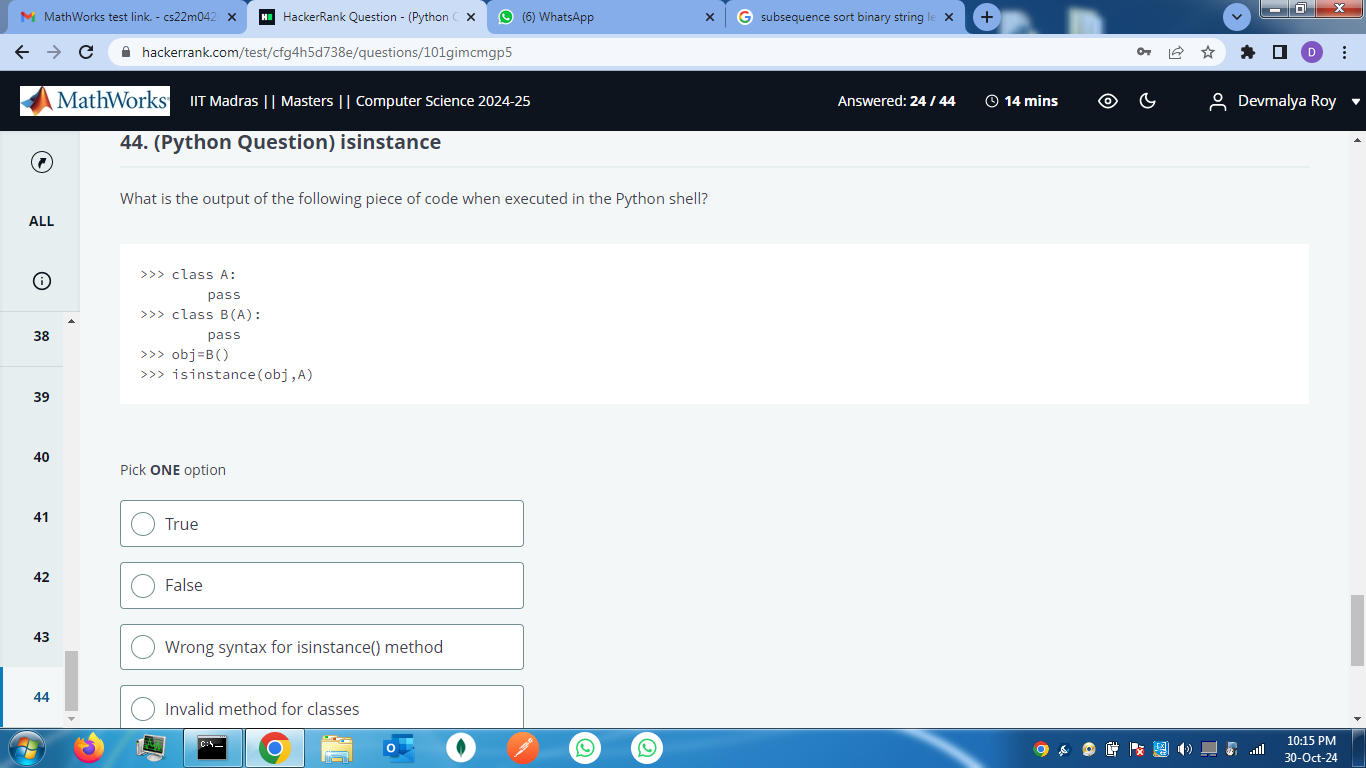 MathWorks test link. - cs22m042
HackerRank Question - (Python
(6) WhatsApp
subsequence sort binary string le
hackerrank.com/test/cfg4h5d738e/questions/101gimcmgp5
D
MathWorks
IIT Madras || Masters || Computer Science 2024-25
Answered: 24 / 44
14 mins
Devmalya Roy
44. (Python Question) isinstance
ALL
What is the output of the following piece of code when executed in the Python shell?
>>> class A:
pass
>>> class B(A):
pass
>>> obj=B()
>>> isinstance(obj,A)
38
39
40
41
42
43
44
Pick ONE option
True
False
Wrong syntax for isinstance() method
Invalid method for classes
10:15 PM
30-Oct-24